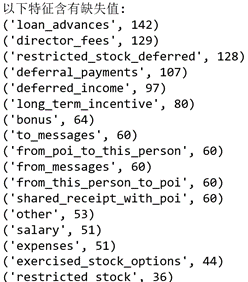 以下特征含有缺失值:
('loan_advances', 142)
('director_fees', 129)
('restricted_stock_deferred', 128)
('deferral_payments', 107)
('deferred_income', 97)
('long_term_incentive', 80)
('bonus', 64)
('to_messages', 60)
('from_poi_to_this_person', 60)
('from_messages', 60)
('from_this_person_to_poi', 60)
('shared_receipt_with_poi', 60)
('other', 53)
('salary', 51)
('expenses', 51)
('exercised_stock_options', 44)
('restricted_stock', 36)